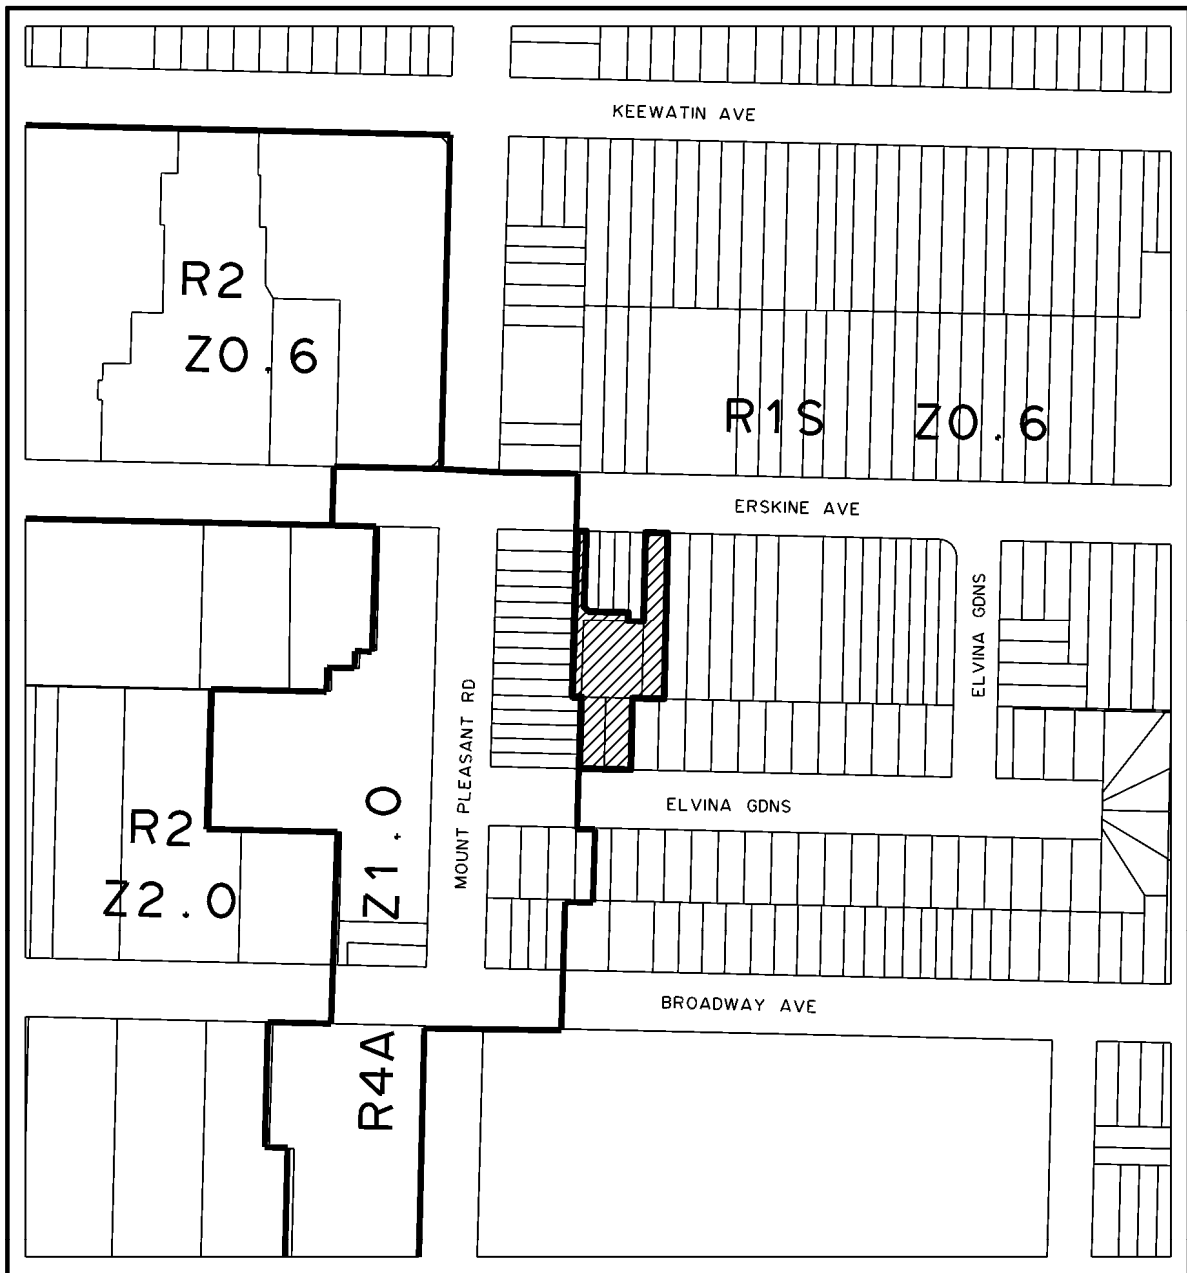 KEEWATIN AVE
R2
Z0.6
R1S Z0.6
ERSKINE AVE
ELVINA GDNS
MOUNT PLEASANT RD
ELVINA GDNS
R2
Z2.0
R4A Z1.0
BROADWAY AVE